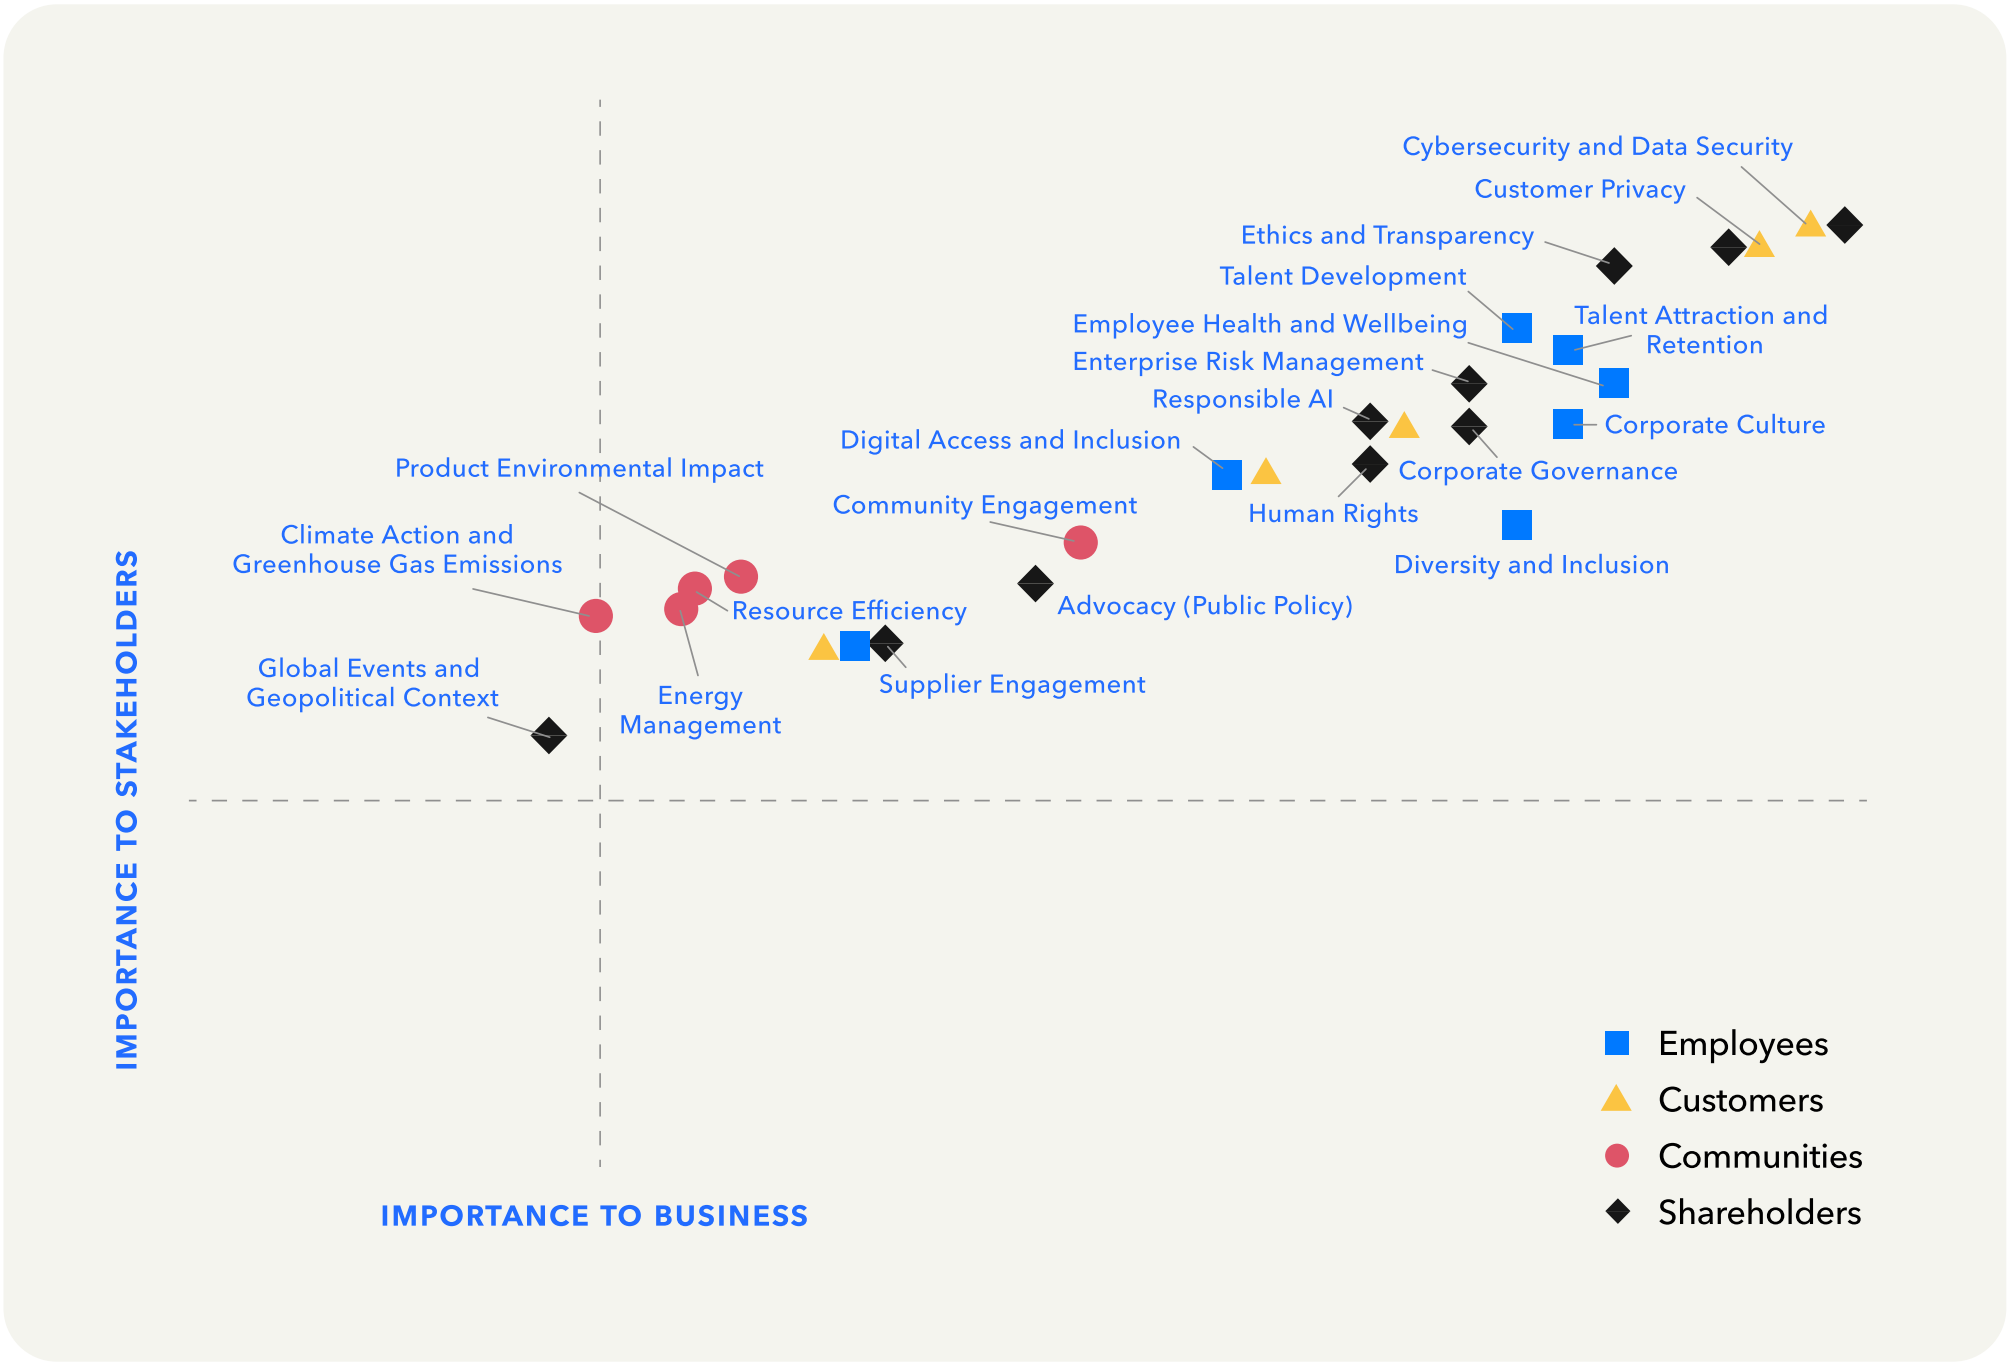 Cybersecurity and Data Security
Customer Privacy
Ethics and Transparency
Talent Development
Talent Attraction and
Retention
Employee Health and Wellbeing
Enterprise Risk Management
Responsible AI
Corporate Culture
Digital Access and Inclusion
Product Environmental Impact
Corporate Governance
Community Engagement
Human Rights
Climate Action and
Greenhouse Gas Emissions
Diversity and Inclusion
Advocacy (Public Policy)
Resource Efficiency
Global Events and
Geopolitical Context
Supplier Engagement
Energy
Management
IMPORTANCE TO STAKEHOLDERS
Employees
Customers
Communities
Shareholders
IMPORTANCE TO BUSINESS